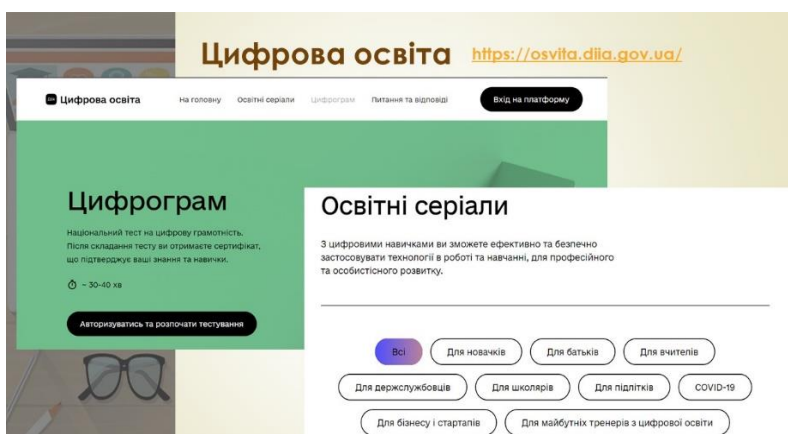 Цифрова освіта https://osvita.diia.gov.ua/
Дія Цифрова освіта На головну Освітні серіали Цифрограм Питання та відповіді Вхід на платформу
Цифрограм
Національний тест на цифрову грамотність.
Після складання тесту ви отримаєте сертифікат,
що підтверджує ваші знання та навички.
~ 30-40 хв
Авторизуватись та розпочати тестування
Освітні серіали
З цифровими навичками ви зможете ефективно та безпечно
застосовувати технології в роботі та навчанні, для професійного
та особистісного розвитку.
Всі Для новачків Для батьків Для вчителів
Для держслужбовців Для школярів Для підлітків COVID-19
Для бізнесу і стартапів Для майбутніх тренерів з цифрової освіти